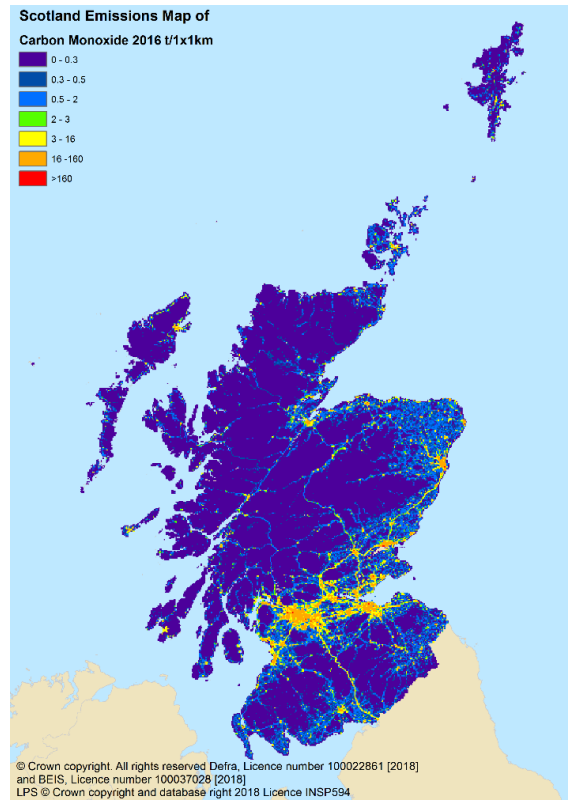 Scotland Emissions Map of
Carbon Monoxide 2016 t/1x1km
0 - 0.3
0.3 - 0.5
0.5 - 2
2 - 3
3 - 16
16 -160
>160
© Crown copyright. All rights reserved Defra, Licence number 100022861 [2018]
and BEIS, Licence number 100037028 [2018]
LPS © Crown copyright and database right 2018 Licence INSP594